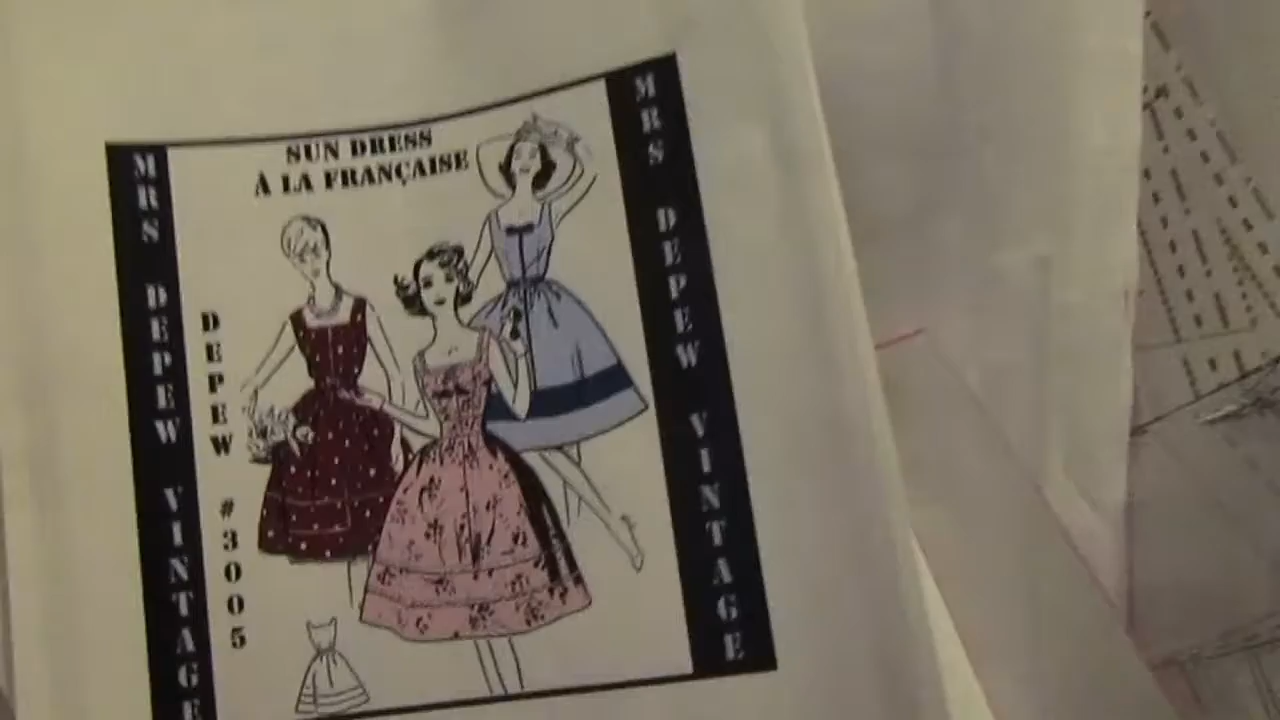 SUN DRESS
À LA FRANÇAISE
MRS DEPEW VINTAGE
DEPEW #3005
MRS DEPEW VINTAGE